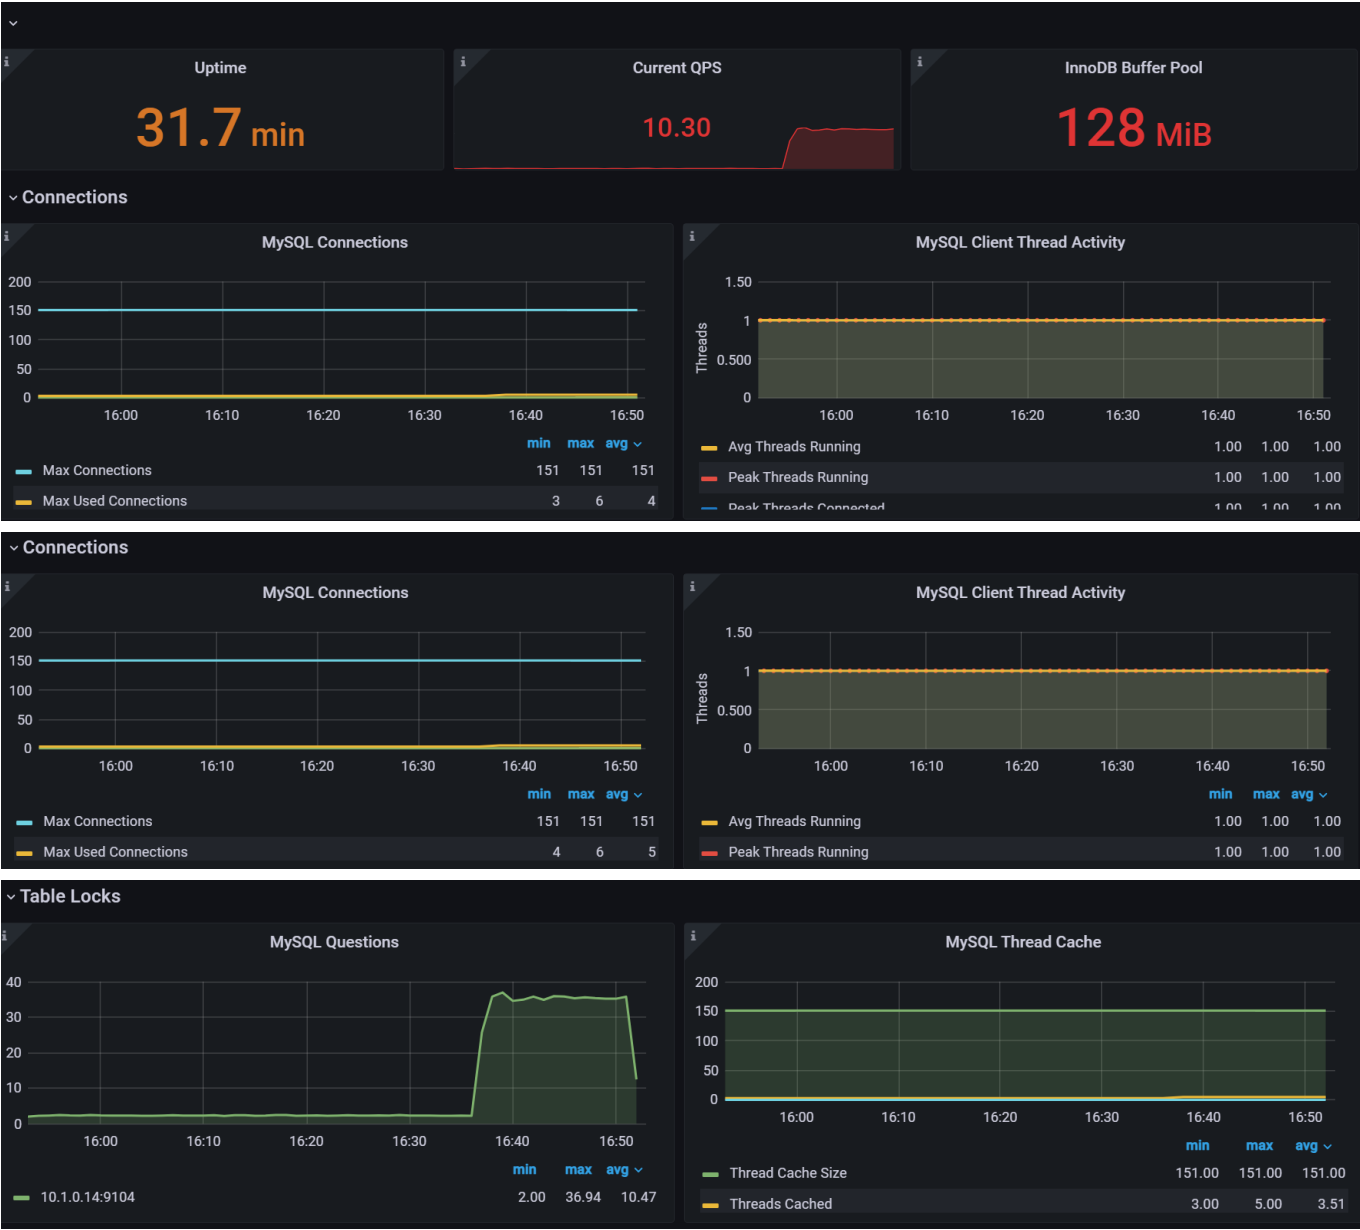 Uptime
Current QPS
InnoDB Buffer Pool
31.7 min
10.30
128 MiB
Connections
MySQL Connections
200
150
100
50
0
16:00 16:10 16:20 16:30 16:40 16:50
min max avg
Max Connections 151 151 151
Max Used Connections 3 6 4
MySQL Client Thread Activity
Threads
1.50
1
0.500
0
16:00 16:10 16:20 16:30 16:40 16:50
Avg Threads Running 1.00 1.00 1.00
Peak Threads Running 1.00 1.00 1.00
Peak Threads Connected 1.00 1.00 1.00
Connections
MySQL Connections
200
150
100
50
0
16:00 16:10 16:20 16:30 16:40 16:50
min max avg
Max Connections 151 151 151
Max Used Connections 4 6 5
MySQL Client Thread Activity
Threads
1.50
1
0.500
0
16:00 16:10 16:20 16:30 16:40 16:50
min max avg
Avg Threads Running 1.00 1.00 1.00
Peak Threads Running 1.00 1.00 1.00
Table Locks
MySQL Questions
40
30
20
10
0
16:00 16:10 16:20 16:30 16:40 16:50
min max avg
10.1.0.14:9104 2.00 36.94 10.47
MySQL Thread Cache
200
150
100
50
0
16:00 16:10 16:20 16:30 16:40 16:50
min max avg
Thread Cache Size 151.00 151.00 151.00
Threads Cached 3.00 5.00 3.51